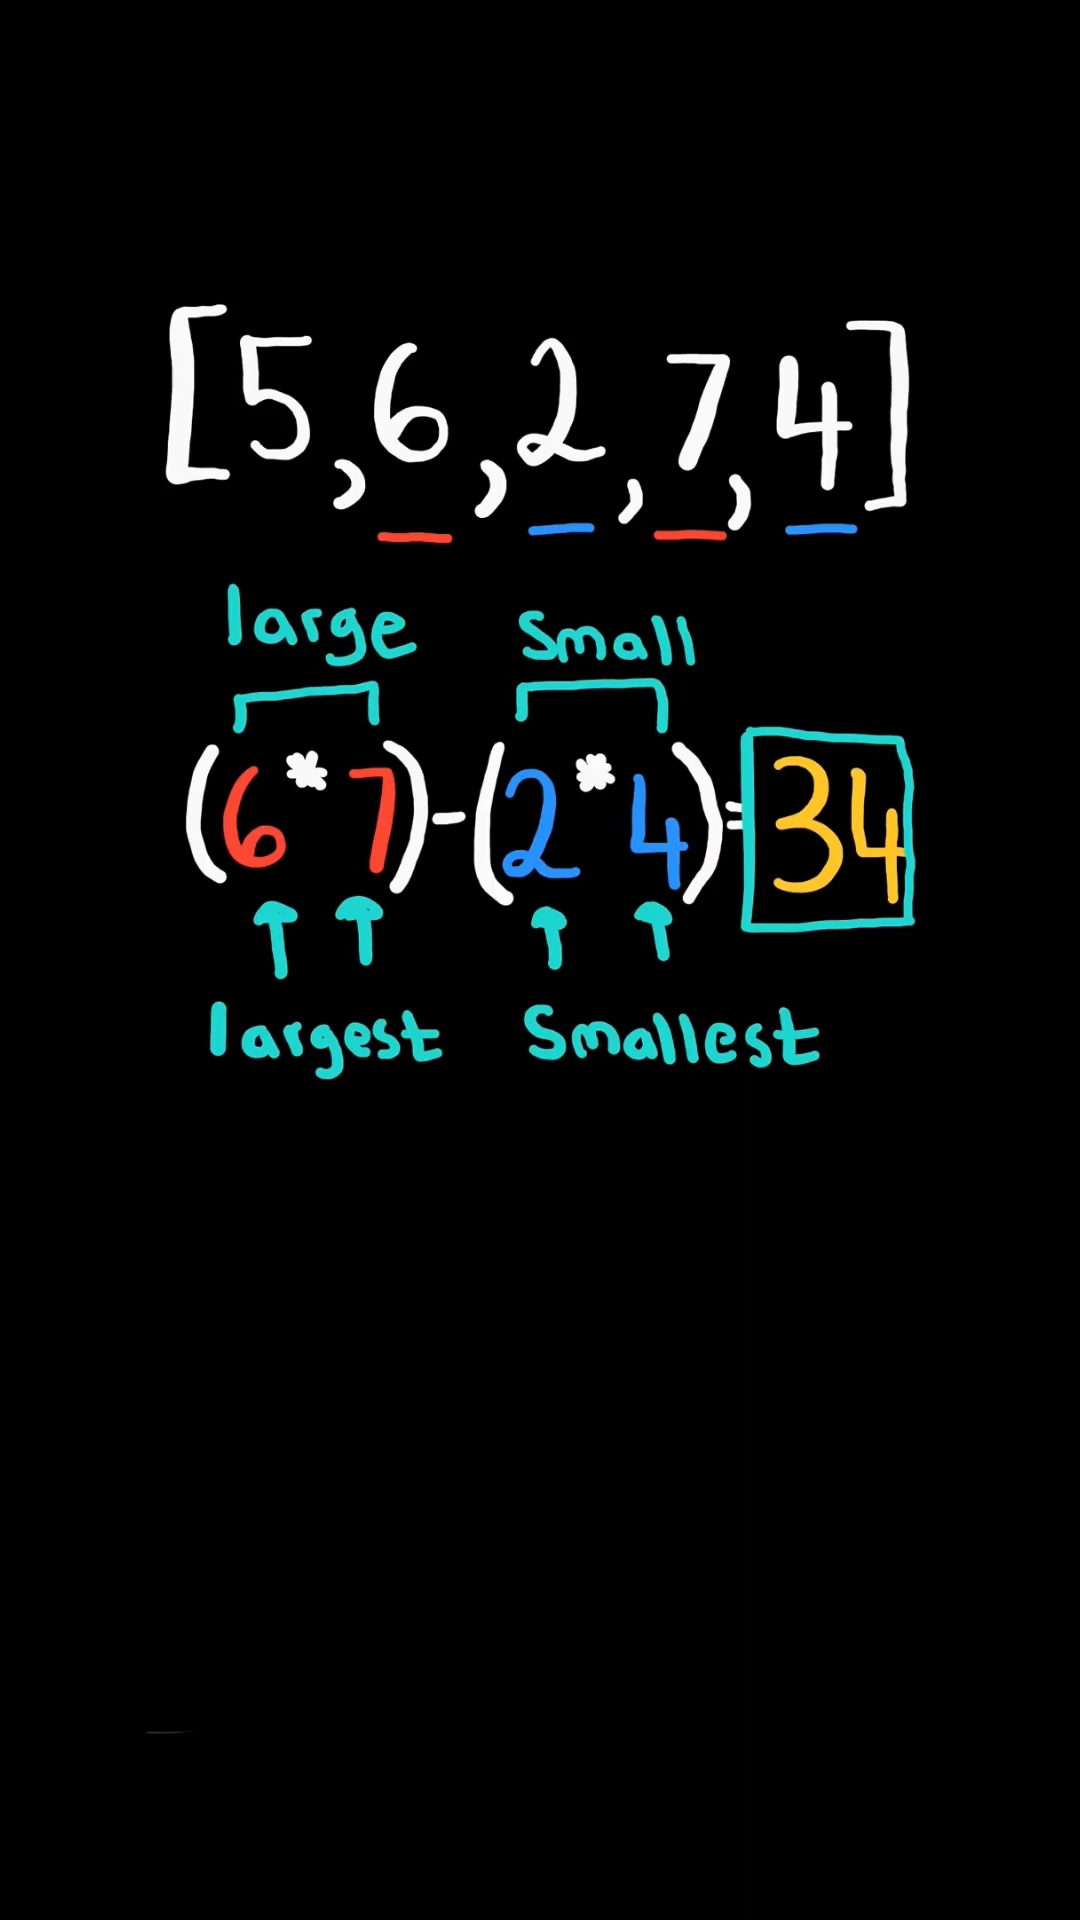 [5,6,2,7,4]
large small
(6*7)-(2*4)=34
largest smallest